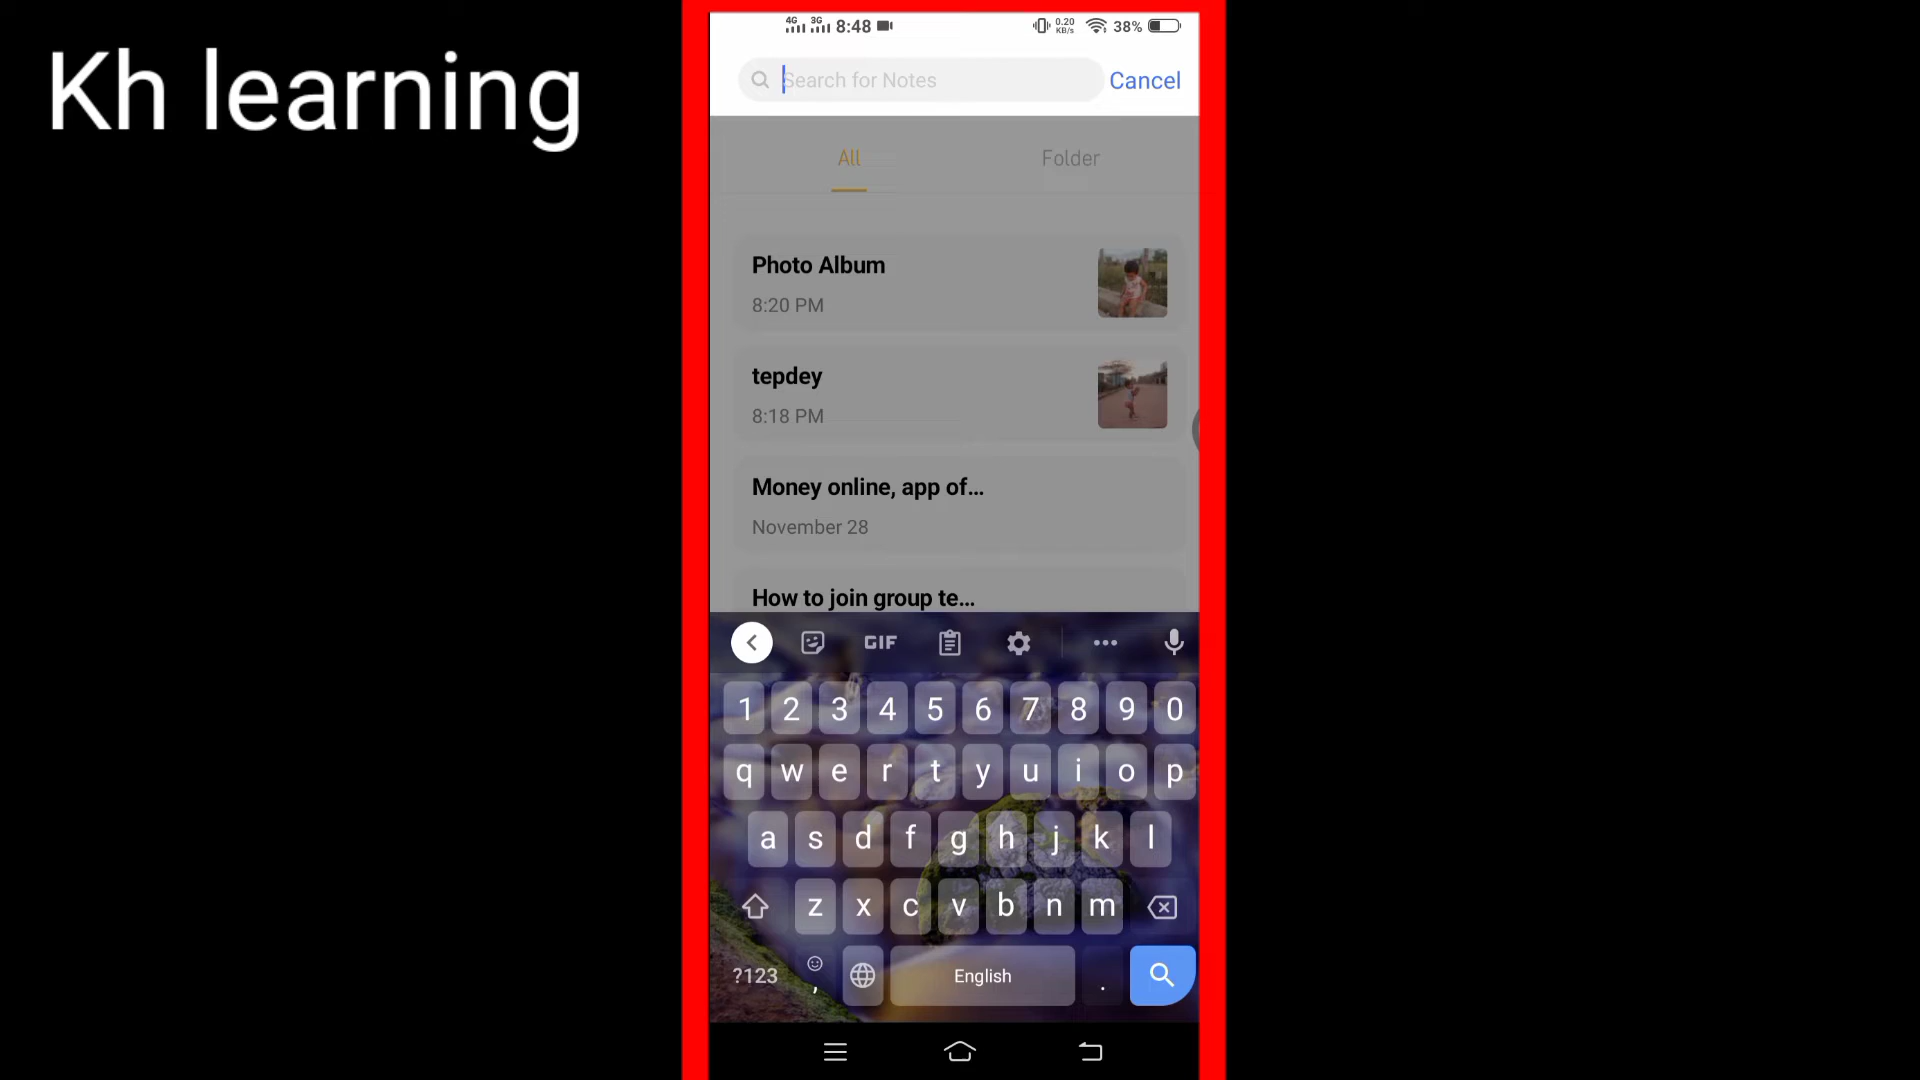 Kh learning
4G 3G 8:48 0.20 KB/s 38%
Search for Notes Cancel
All Folder
Photo Album
8:20 PM
tepdey
8:18 PM
Money online, app of...
November 28
How to join group te...
GIF
1 2 3 4 5 6 7 8 9 0
q w e r t y u i o p
a s d f g h j k l
z x c v b n m
?123 , English .